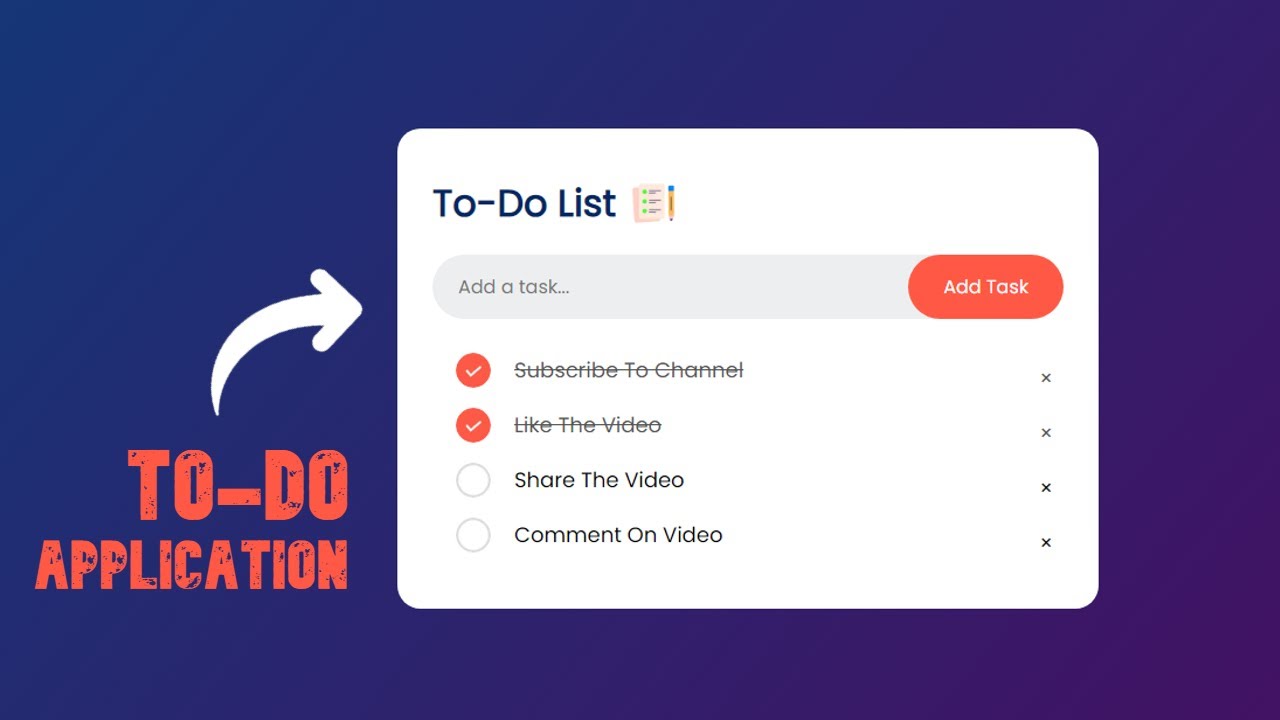 To-Do List
Add a task...
Add Task
Subscribe To Channel ×
Like The Video ×
Share The Video ×
Comment On Video ×
TO-DO
APPLICATION